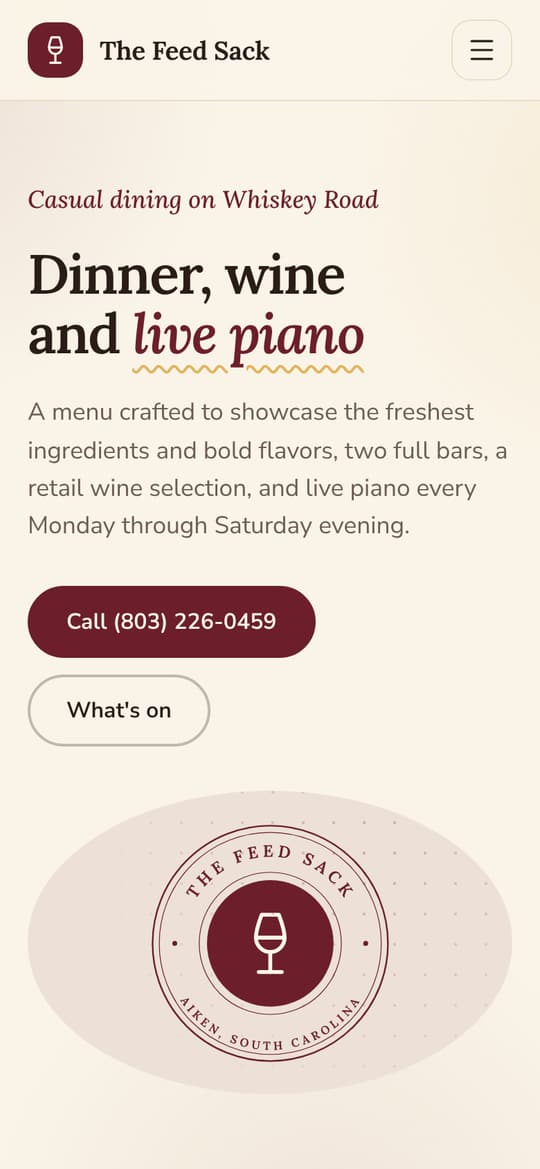 The Feed Sack
Casual dining on Whiskey Road
Dinner, wine
and live piano
A menu crafted to showcase the freshest
ingredients and bold flavors, two full bars, a
retail wine selection, and live piano every
Monday through Saturday evening.
Call (803) 226-0459
What's on
THE FEED SACK
AIKEN, SOUTH CAROLINA